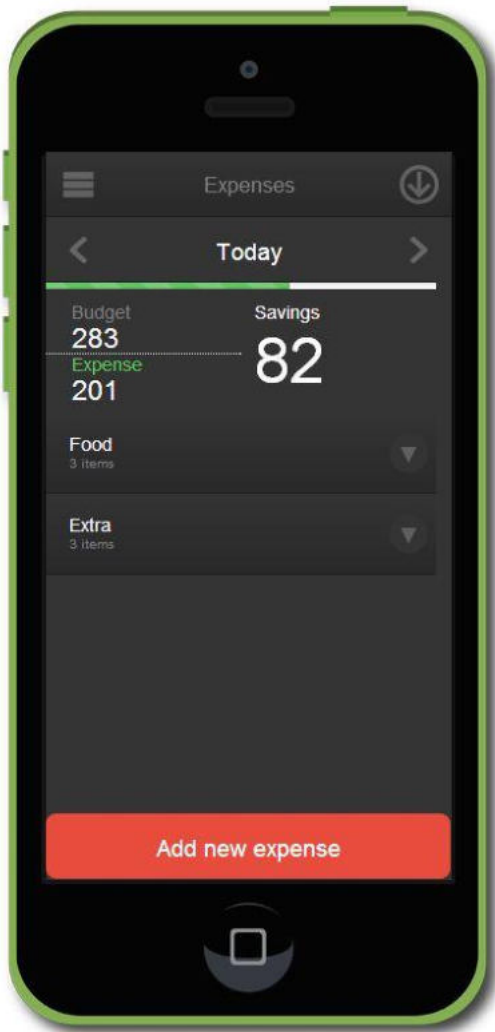 Expenses
Today
Budget
283
Expense
201
Savings
82
Food
3 items
Extra
3 items
Add new expense